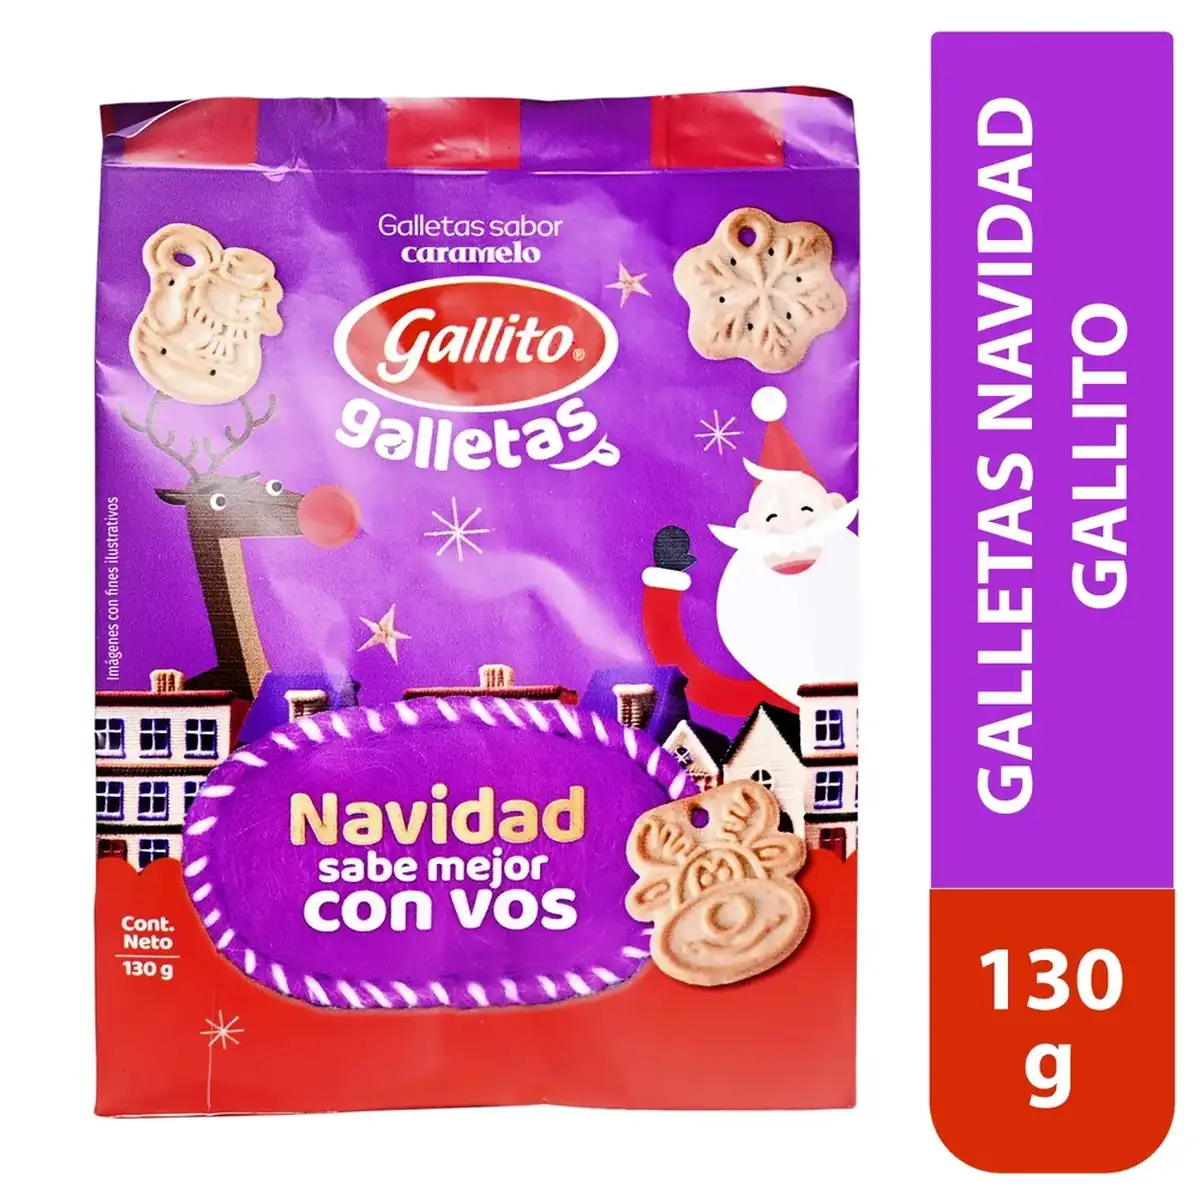 Galletas sabor
caramelo
Gallito®
galletas
Imágenes con fines ilustrativos
Navidad
sabe mejor
con vos
Cont.
Neto
130 g
GALLETAS NAVIDAD
GALLITO
130
g